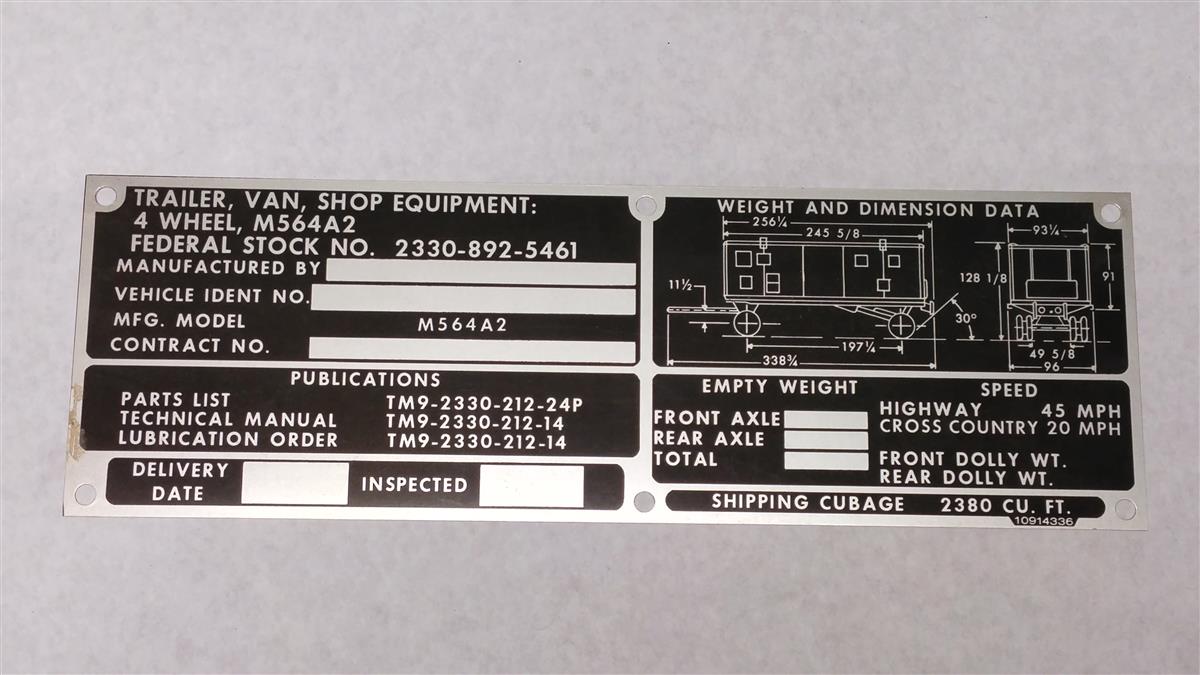 TRAILER, VAN, SHOP EQUIPMENT:
4 WHEEL, M564A2
FEDERAL STOCK NO. 2330-892-5461
MANUFACTURED BY
VEHICLE IDENT NO.
MFG. MODEL M564A2
CONTRACT NO.
PUBLICATIONS
PARTS LIST TM9-2330-212-24P
TECHNICAL MANUAL TM9-2330-212-14
LUBRICATION ORDER TM9-2330-212-14
DELIVERY
DATE
INSPECTED
WEIGHT AND DIMENSION DATA
256¼
245 5/8
93¼
128 1/8
91
11½
30°
197¼
49 5/8
338¾
96
EMPTY WEIGHT
FRONT AXLE
REAR AXLE
TOTAL
SPEED
HIGHWAY 45 MPH
CROSS COUNTRY 20 MPH
FRONT DOLLY WT.
REAR DOLLY WT.
SHIPPING CUBAGE 2380 CU. FT.
10914336